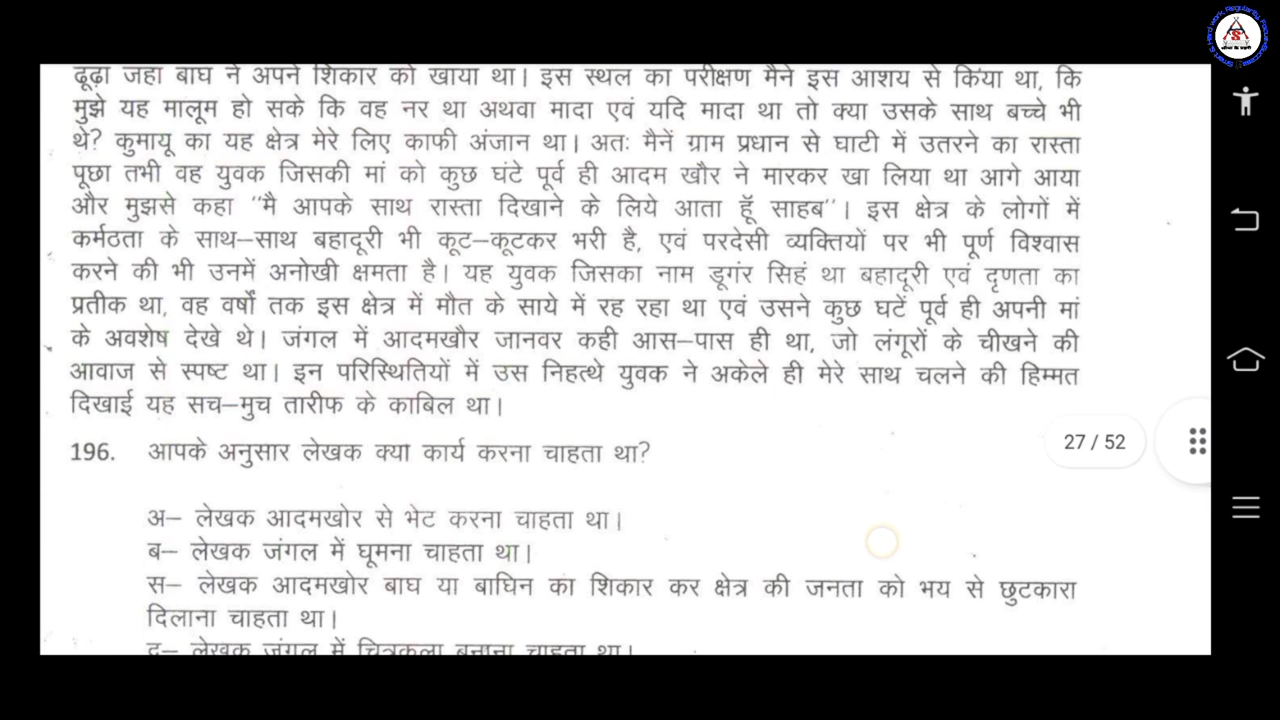 ढूढ़ा जहा बाघ ने अपने शिकार को खाया था। इस स्थल का परीक्षण मैने इस आशय से किया था, कि
मुझे यह मालूम हो सके कि वह नर था अथवा मादा एवं यदि मादा था तो क्या उसके साथ बच्चे भी
थे? कुमायू का यह क्षेत्र मेरे लिए काफी अंजान था। अतः मैनें ग्राम प्रधान से घाटी में उतरने का रास्ता
पूछा तभी वह युवक जिसकी मां को कुछ घंटे पूर्व ही आदम खौर ने मारकर खा लिया था आगे आया
और मुझसे कहा "मै आपके साथ रास्ता दिखाने के लिये आता हूॅ साहब"। इस क्षेत्र के लोगों में
कर्मठता के साथ–साथ बहादूरी भी कूट–कूटकर भरी है, एवं परदेसी व्यक्तियों पर भी पूर्ण विश्वास
करने की भी उनमें अनोखी क्षमता है। यह युवक जिसका नाम डूगंर सिहं था बहादूरी एवं दृणता का
प्रतीक था, वह वर्षों तक इस क्षेत्र में मौत के साये में रह रहा था एवं उसने कुछ घटें पूर्व ही अपनी मां
के अवशेष देखे थे। जंगल में आदमखौर जानवर कही आस–पास ही था, जो लंगूरों के चीखने की
आवाज से स्पष्ट था। इन परिस्थितियों में उस निहत्थे युवक ने अकेले ही मेरे साथ चलने की हिम्मत
दिखाई यह सच–मुच तारीफ के काबिल था।
196. आपके अनुसार लेखक क्या कार्य करना चाहता था?
27 / 52
अ– लेखक आदमखोर से भेट करना चाहता था।
ब– लेखक जंगल में घूमना चाहता था।
स– लेखक आदमखोर बाघ या बाघिन का शिकार कर क्षेत्र की जनता को भय से छुटकारा
दिलाना चाहता था।
द– लेखक जंगल में चित्रकला बनाना चाहता था।